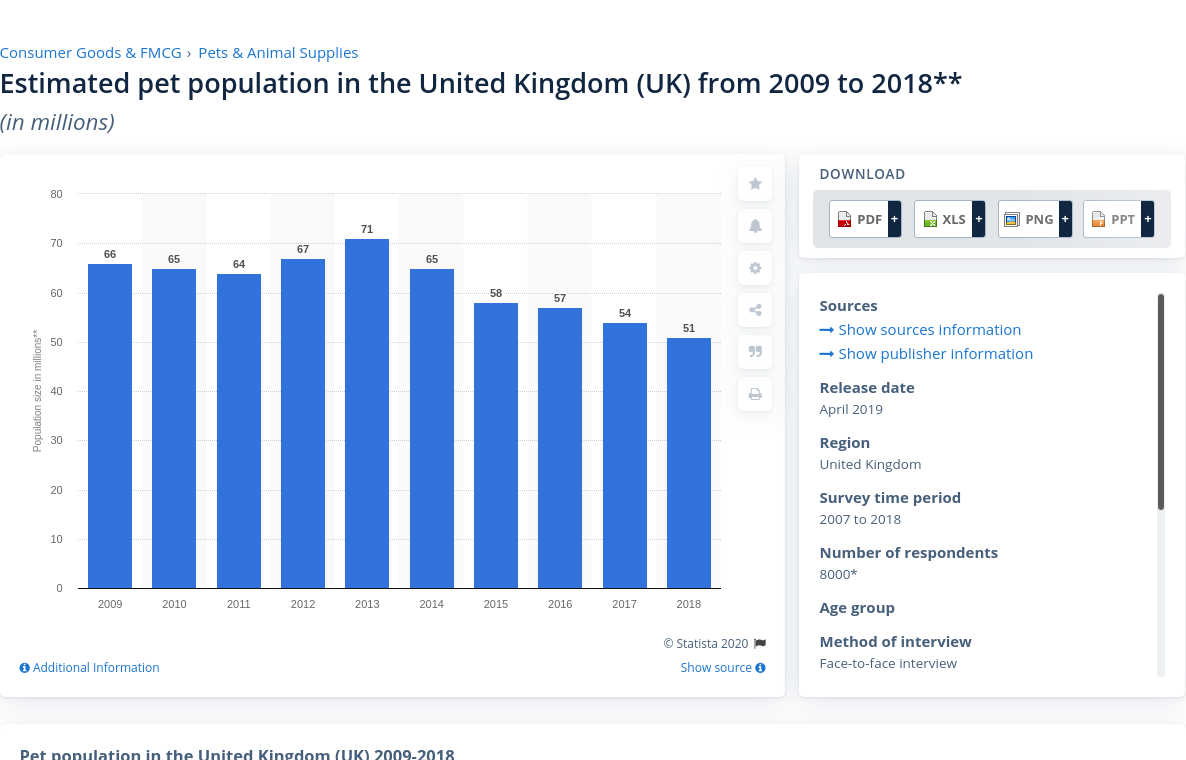 Consumer Goods & FMCG › Pets & Animal Supplies
Estimated pet population in the United Kingdom (UK) from 2009 to 2018**
(in millions)
80
70
60
50
40
30
20
10
0
Population size in millions**
66
65
64
67
71
65
58
57
54
51
2009
2010
2011
2012
2013
2014
2015
2016
2017
2018
© Statista 2020
Additional Information
Show source
DOWNLOAD
PDF +
XLS +
PNG +
PPT +
Sources
Show sources information
Show publisher information
Release date
April 2019
Region
United Kingdom
Survey time period
2007 to 2018
Number of respondents
8000*
Age group
Method of interview
Face-to-face interview
Pet population in the United Kingdom (UK) 2009-2018